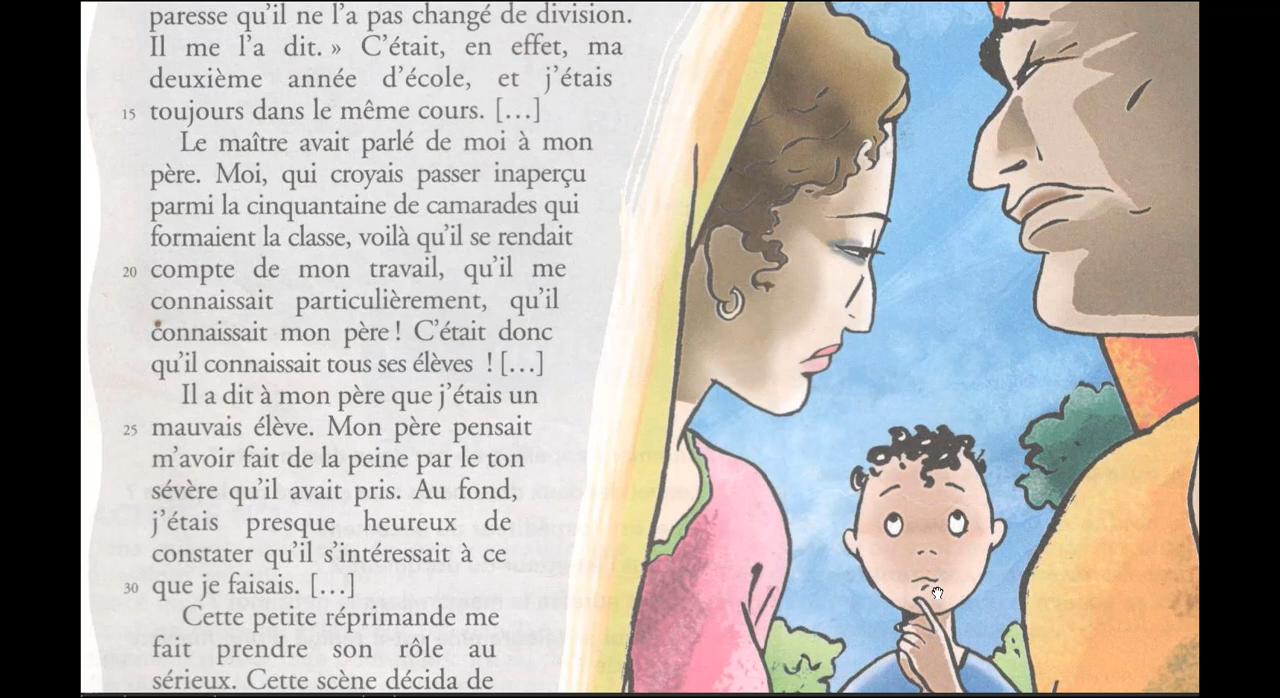 paresse qu'il ne l'a pas changé de division.
Il me l'a dit. » C'était, en effet, ma
deuxième année d'école, et j'étais
15 toujours dans le même cours. […]
Le maître avait parlé de moi à mon
père. Moi, qui croyais passer inaperçu
parmi la cinquantaine de camarades qui
formaient la classe, voilà qu'il se rendait
20 compte de mon travail, qu'il me
connaissait particulièrement, qu'il
connaissait mon père ! C'était donc
qu'il connaissait tous ses élèves ! […]
Il a dit à mon père que j'étais un
25 mauvais élève. Mon père pensait
m'avoir fait de la peine par le ton
sévère qu'il avait pris. Au fond,
j'étais presque heureux de
constater qu'il s'intéressait à ce
30 que je faisais. […]
Cette petite réprimande me
fait prendre son rôle au
sérieux. Cette scène décida de